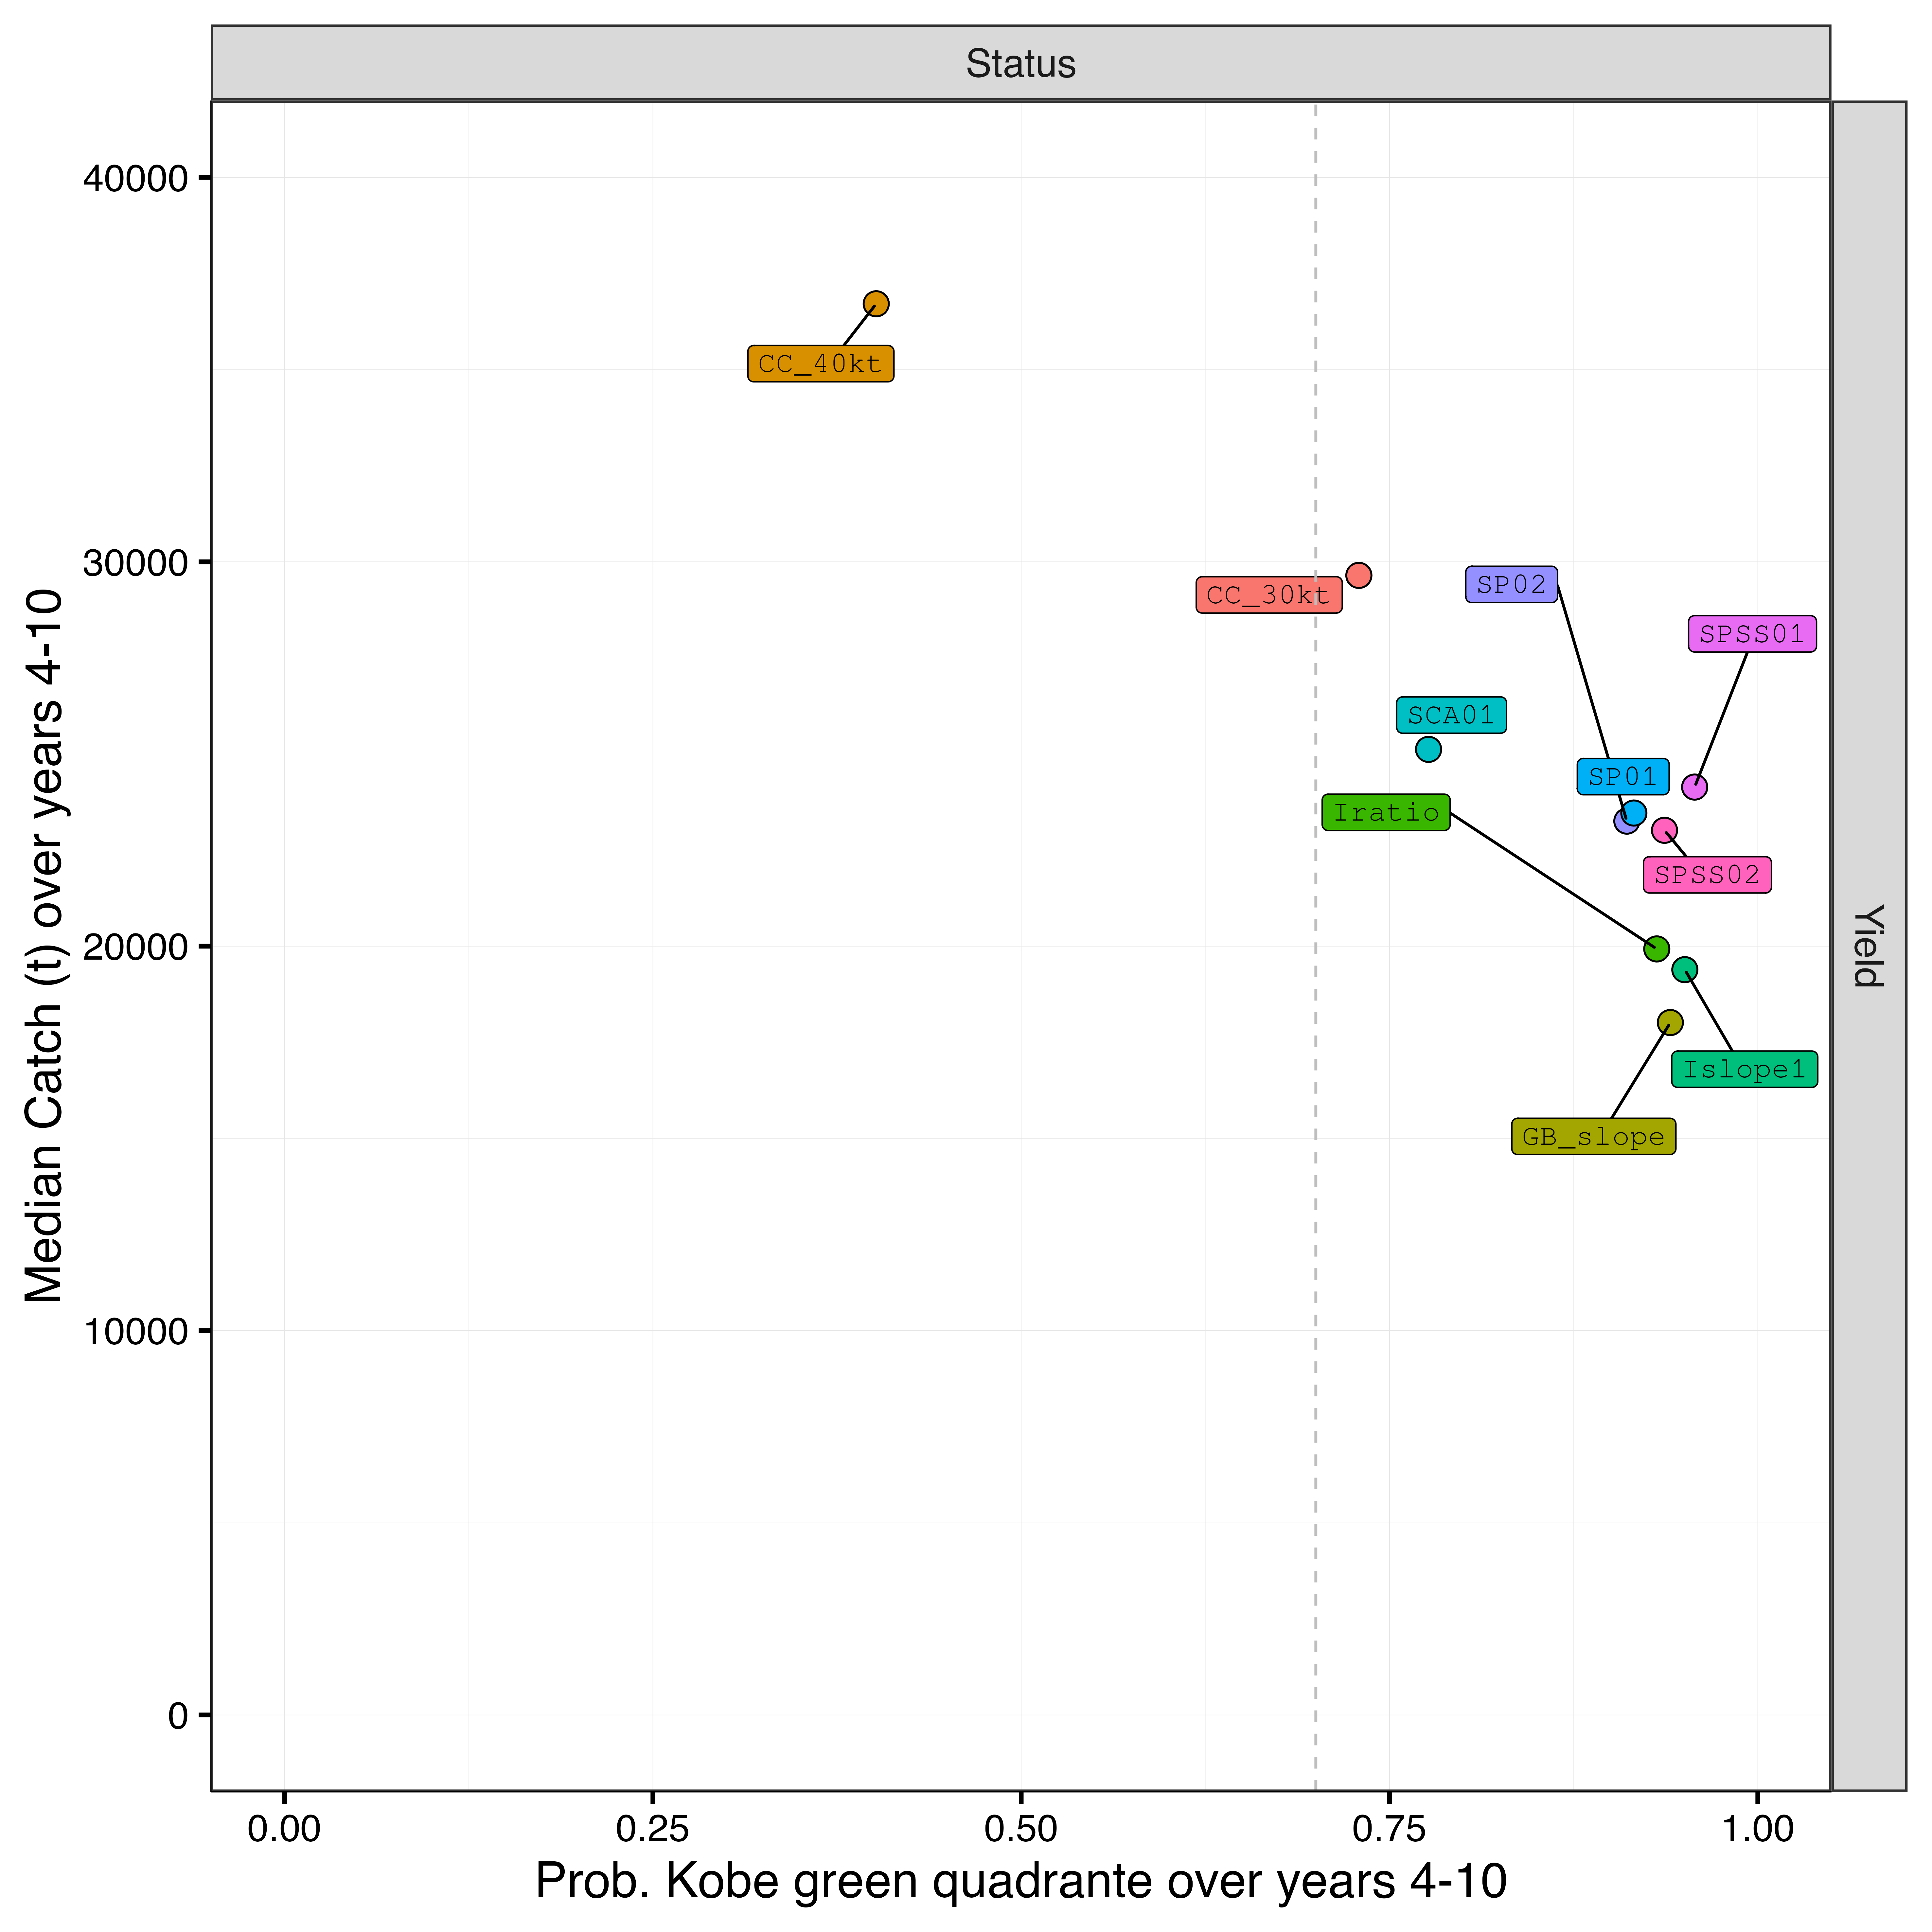 Status
40000
30000
20000
10000
0
Median Catch (t) over years 4-10
CC_40kt
CC_30kt
SP02
SPSS01
SCA01
SP01
Iratio
SPSS02
Islope1
GB_slope
Yield
0.00
0.25
0.50
0.75
1.00
Prob. Kobe green quadrante over years 4-10